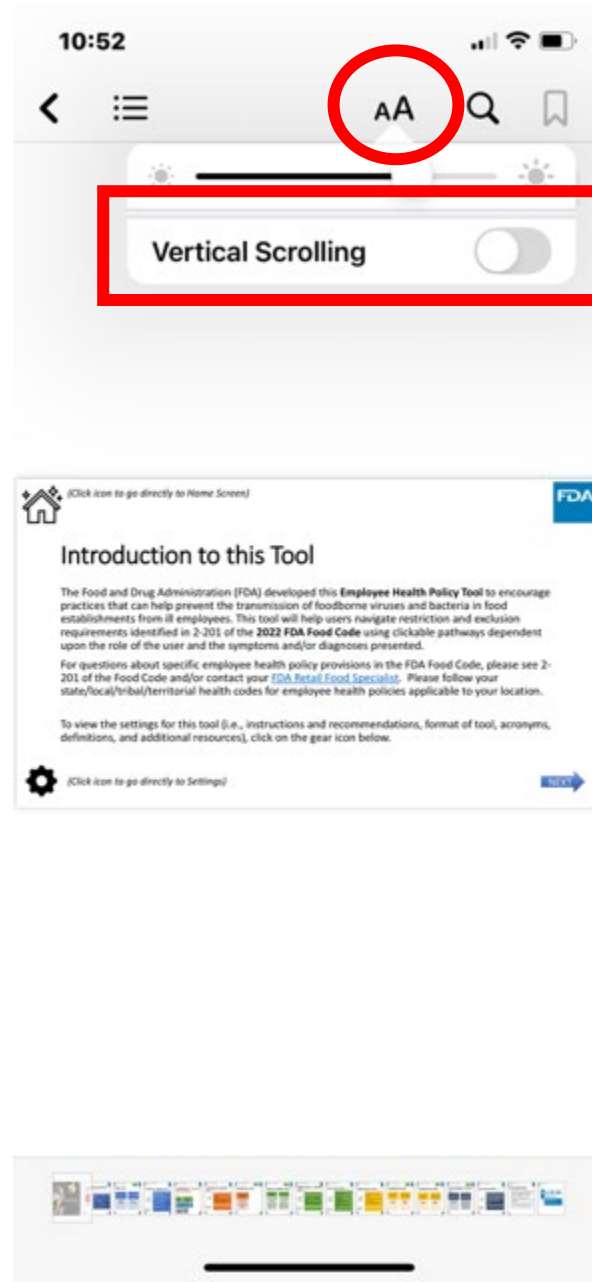 10:52
AA
Vertical Scrolling
(Click icon to go directly to Home Screen)
FDA
Introduction to this Tool
The Food and Drug Administration (FDA) developed this Employee Health Policy Tool to encourage
practices that can help prevent the transmission of foodborne viruses and bacteria in food
establishments from ill employees. This tool will help users navigate restriction and exclusion
requirements identified in 2-201 of the 2022 FDA Food Code using clickable pathways dependent
upon the role of the user and the symptoms and/or diagnoses presented.
For questions about specific employee health policy provisions in the FDA Food Code, please see 2-
201 of the Food Code and/or contact your FDA Retail Food Specialist. Please follow your
state/local/tribal/territorial health codes for employee health policies applicable to your location.
To view the settings for this tool (i.e., instructions and recommendations, format of tool, acronyms,
definitions, and additional resources), click on the gear icon below.
(Click icon to go directly to Settings)
NEXT